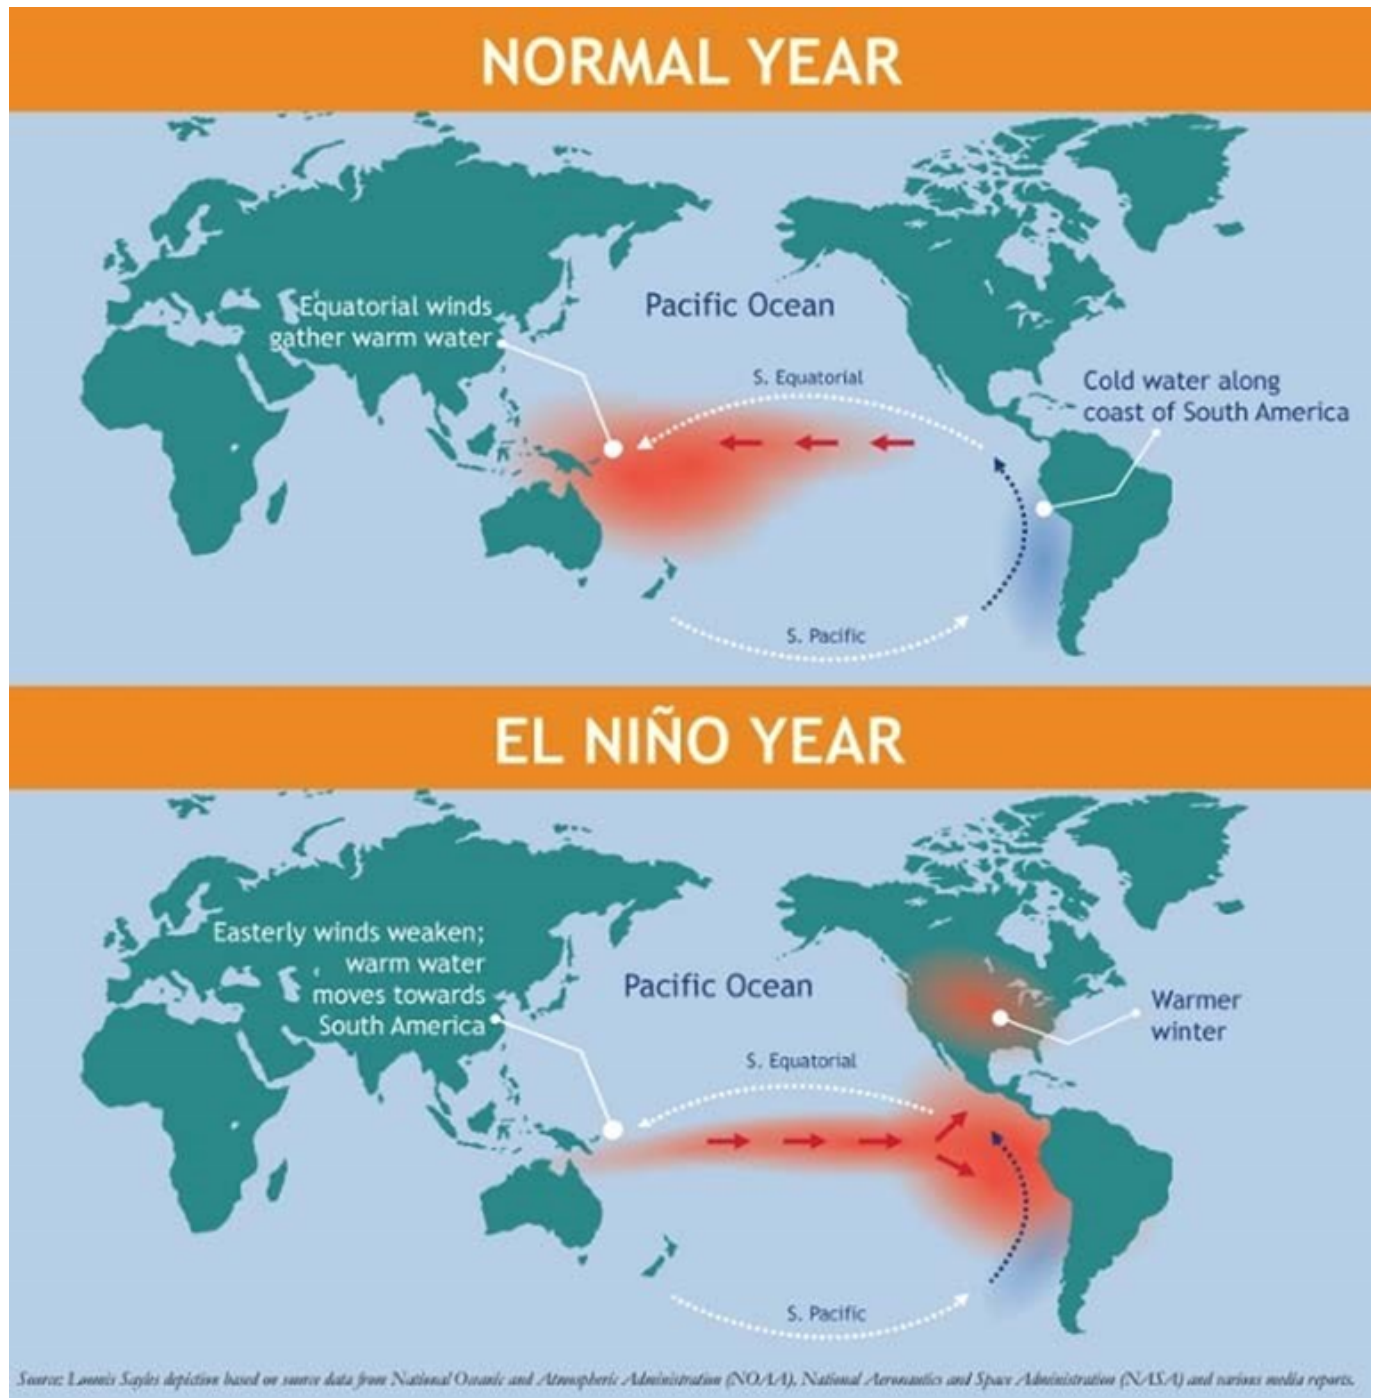 NORMAL YEAR
Equatorial winds
gather warm water
Pacific Ocean
S. Equatorial
Cold water along
coast of South America
S. Pacific
EL NIÑO YEAR
Easterly winds weaken;
warm water
moves towards
South America
Pacific Ocean
Warmer
winter
S. Equatorial
S. Pacific
Source: Loomis Sayles depiction based on source data from National Oceanic and Atmospheric Administration (NOAA), National Aeronautics and Space Administration (NASA) and various media reports.